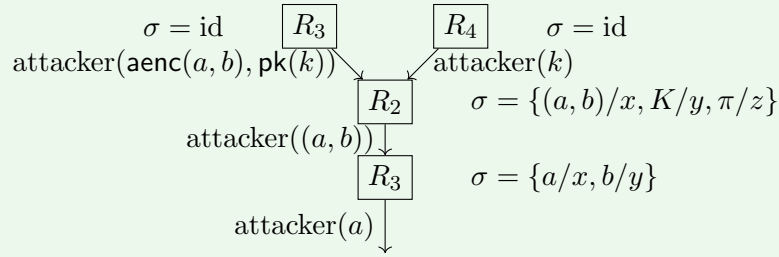 σ = id R₃ R₄ σ = id
attacker(aenc(a, b), pk(k)) attacker(k)
R₂ σ = {(a, b)/x, K/y, π/z}
attacker((a, b))
R₃ σ = {a/x, b/y}
attacker(a)